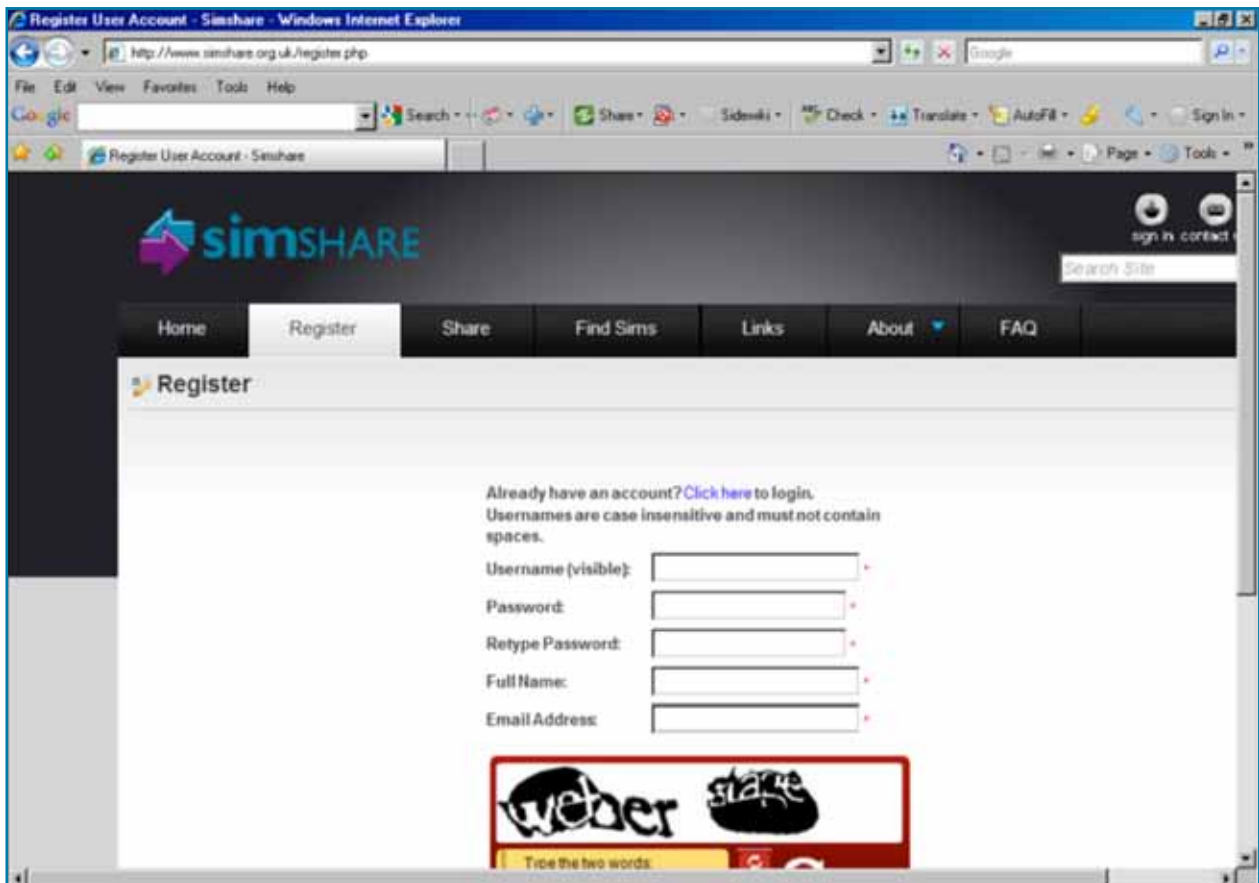 Register User Account - Simshare - Windows Internet Explorer
http://www.simshare.org.uk/register.php
Google
File Edit View Favorites Tools Help
Google Search Share Sidewiki Check Translate AutoFill Sign In
Register User Account - Simshare
Page Tools
simSHARE
sign in contact
Search Site
Home Register Share Find Sims Links About FAQ
Register
Already have an account? Click here to login.
Usernames are case insensitive and must not contain
spaces.
Username (visible): *
Password: *
Retype Password: *
Full Name: *
Email Address: *
weber
Type the two words: